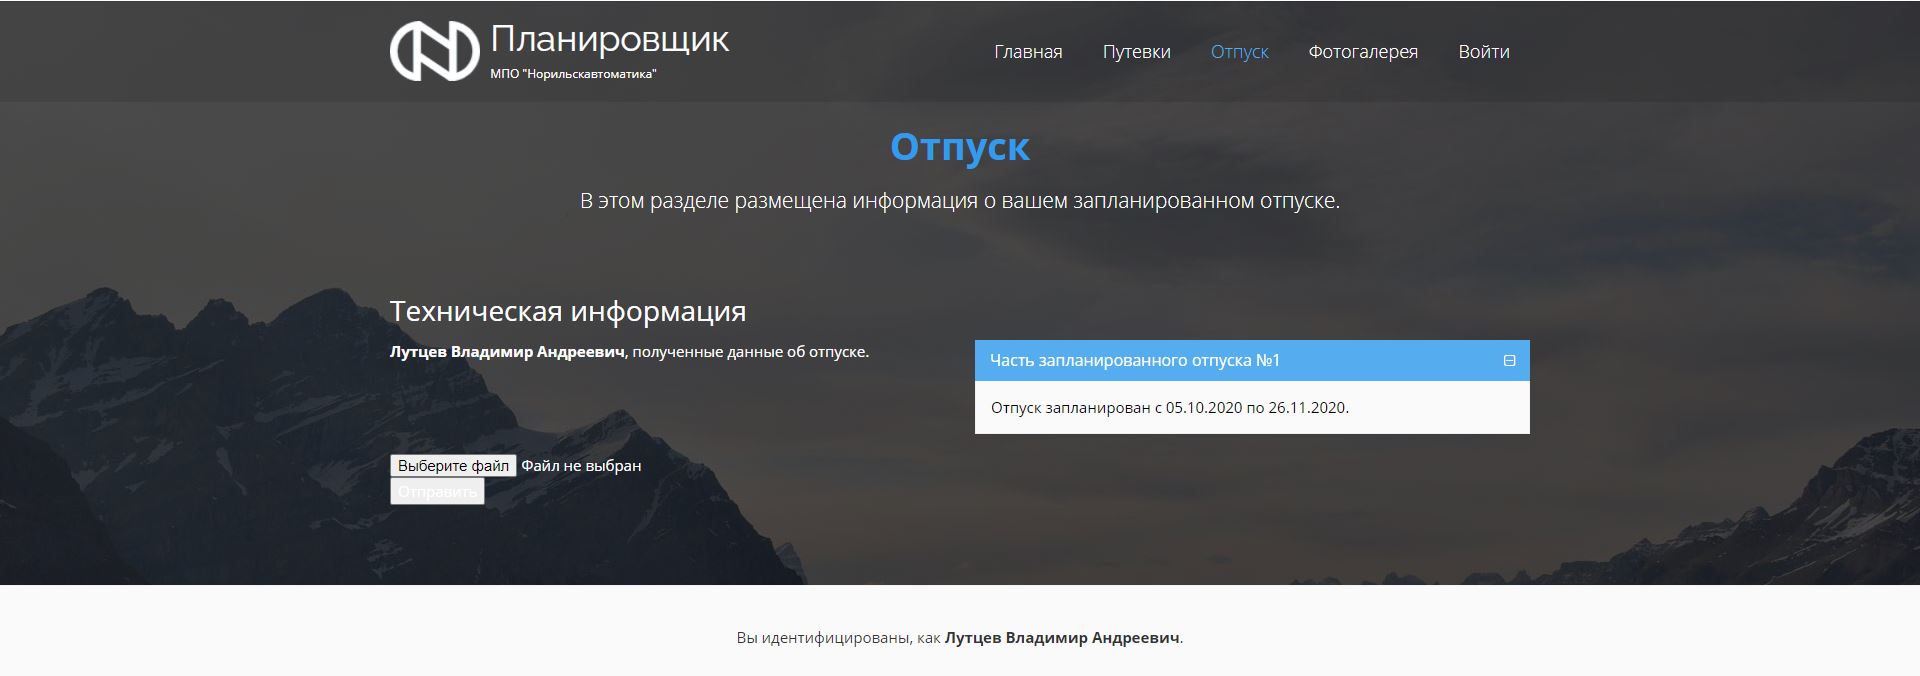 Планировщик
МПО "Норильскавтоматика"
Главная Путевки Отпуск Фотогалерея Войти
Отпуск
В этом разделе размещена информация о вашем запланированном отпуске.
Техническая информация
Лутцев Владимир Андреевич, полученные данные об отпуске.
Часть запланированного отпуска №1
Отпуск запланирован с 05.10.2020 по 26.11.2020.
Выберите файл Файл не выбран
Отправить
Вы идентифицированы, как Лутцев Владимир Андреевич.